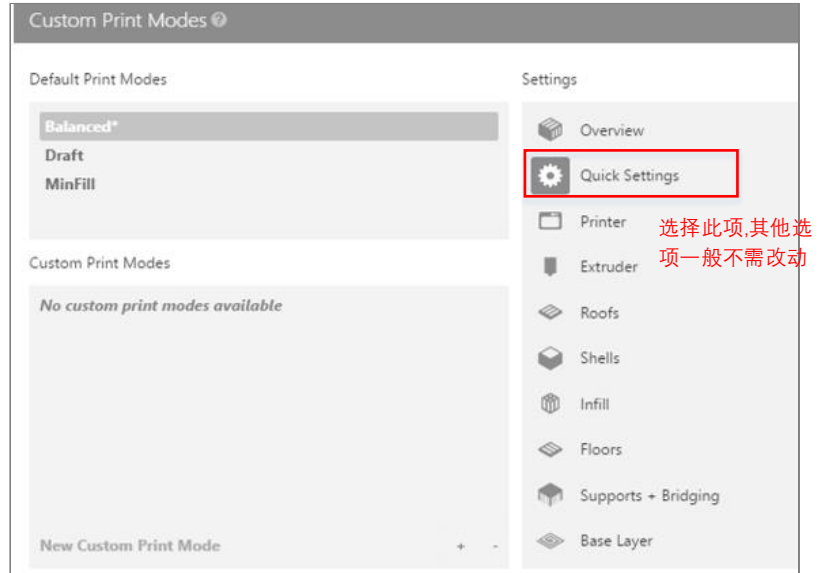 Custom Print Modes ?
Default Print Modes
Balanced*
Draft
MinFill
Custom Print Modes
No custom print modes available
New Custom Print Mode
+ -
Settings
Overview
Quick Settings
Printer
Extruder
Roofs
Shells
Infill
Floors
Supports + Bridging
Base Layer
选择此项,其他选
项一般不需改动